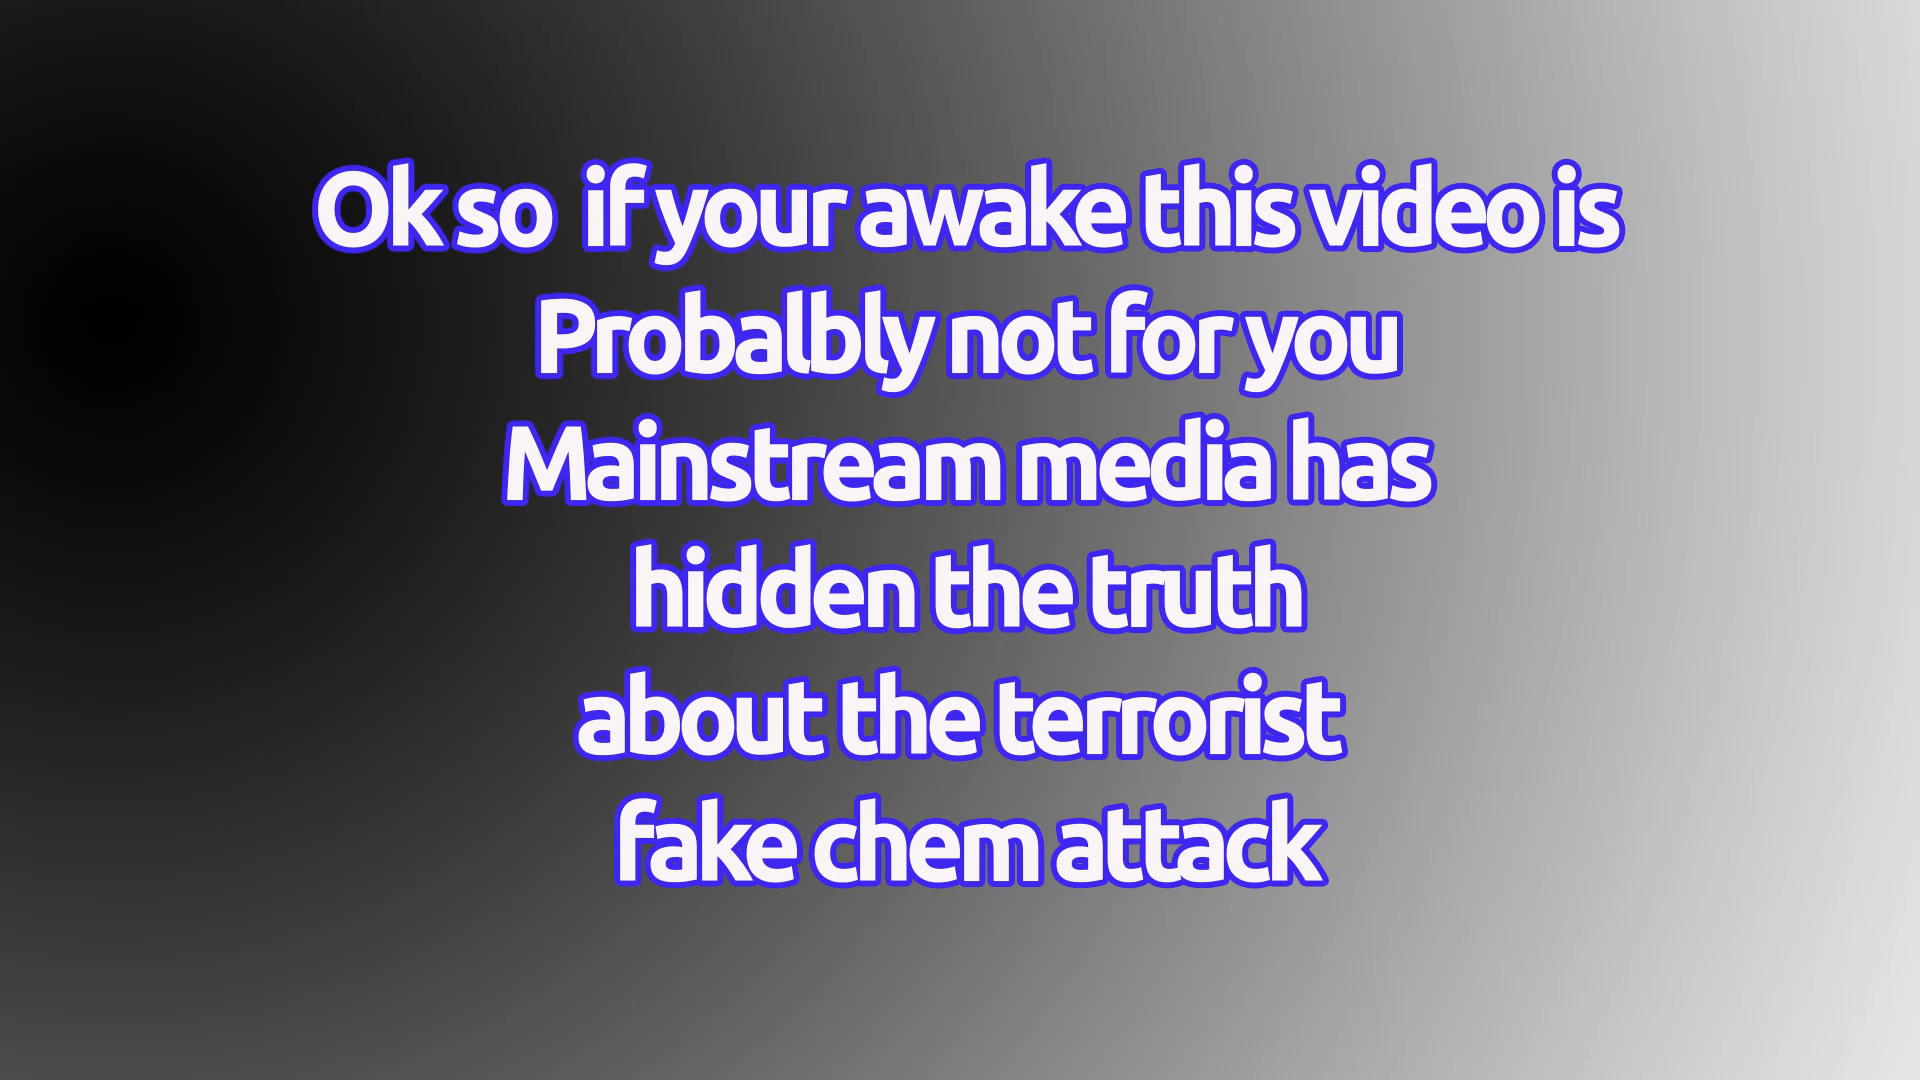 Ok so  if your awake this video is
Probalbly not for you
Mainstream media has
hidden the truth
about the terrorist
fake chem attack